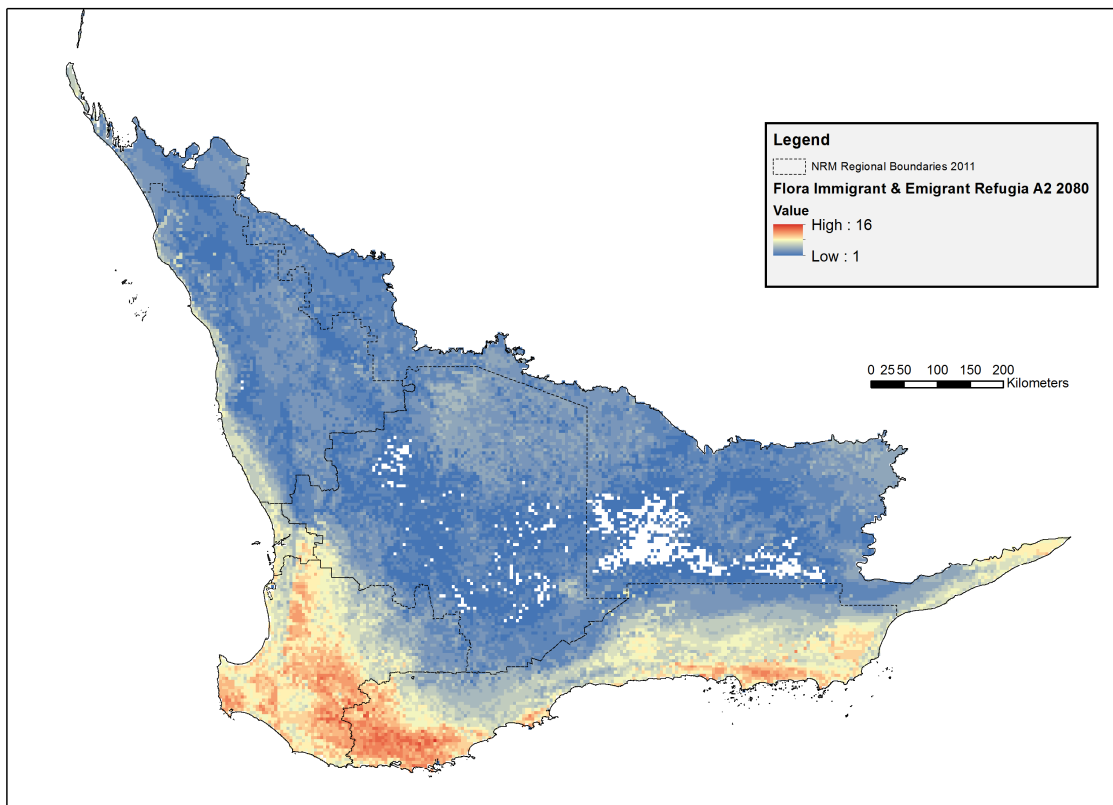 Legend
NRM Regional Boundaries 2011
Flora Immigrant & Emigrant Refugia A2 2080
Value
High : 16
Low : 1
0 25 50 100 150 200
Kilometers